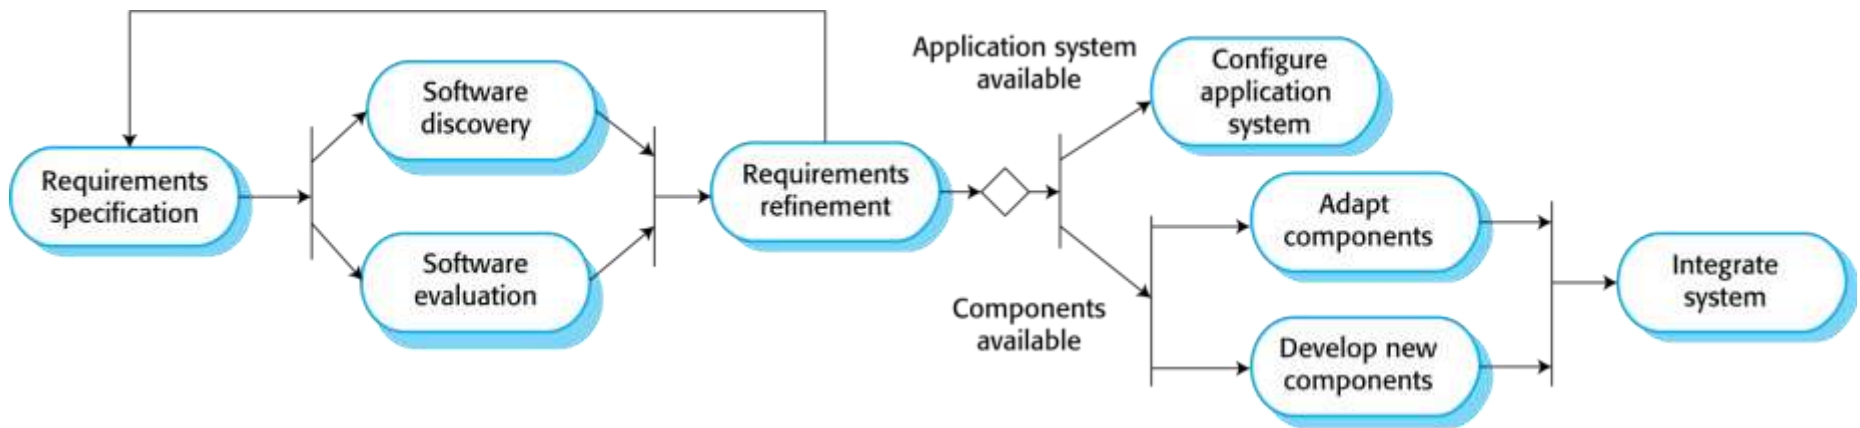 Requirements
specification
Software
discovery
Software
evaluation
Requirements
refinement
Application system
available
Configure
application
system
Components
available
Adapt
components
Develop new
components
Integrate
system